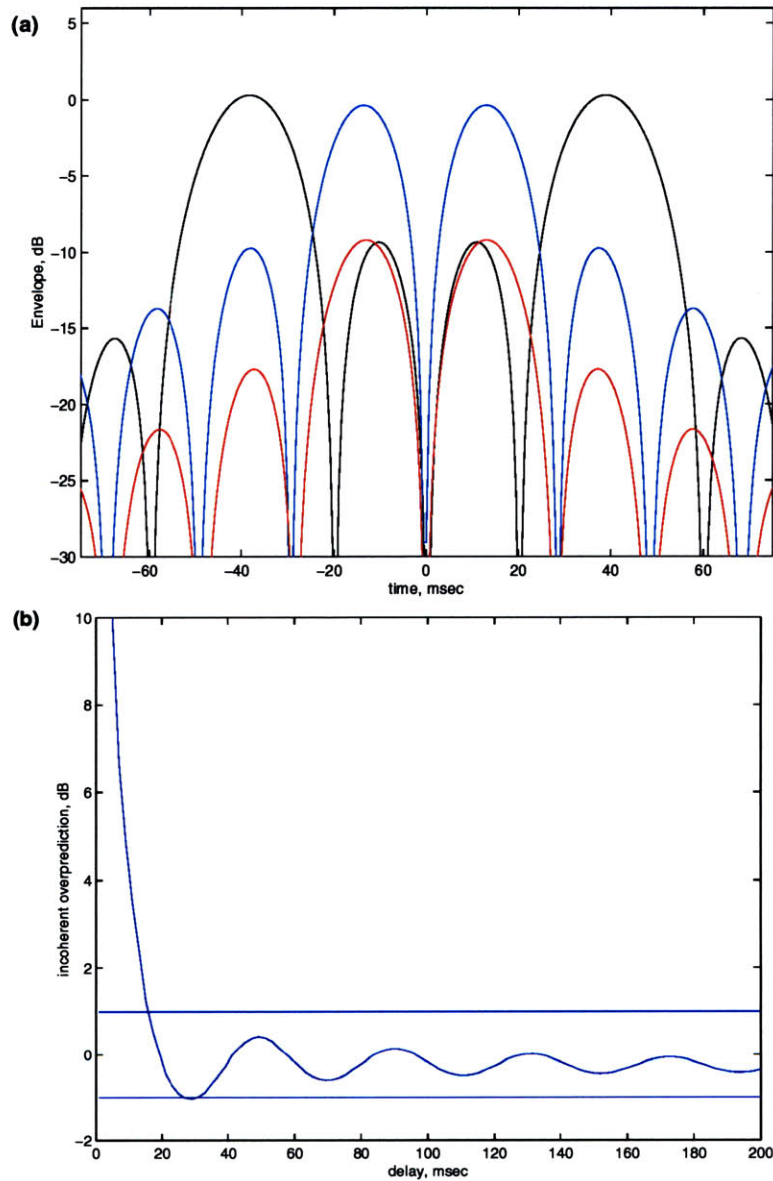 (a)
5
0
−5
−10
−15
−20
−25
−30
Envelope, dB
−60 −40 −20 0 20 40 60
time, msec
(b)
10
8
6
4
2
0
−2
incoherent overprediction, dB
0 20 40 60 80 100 120 140 160 180 200
delay, msec